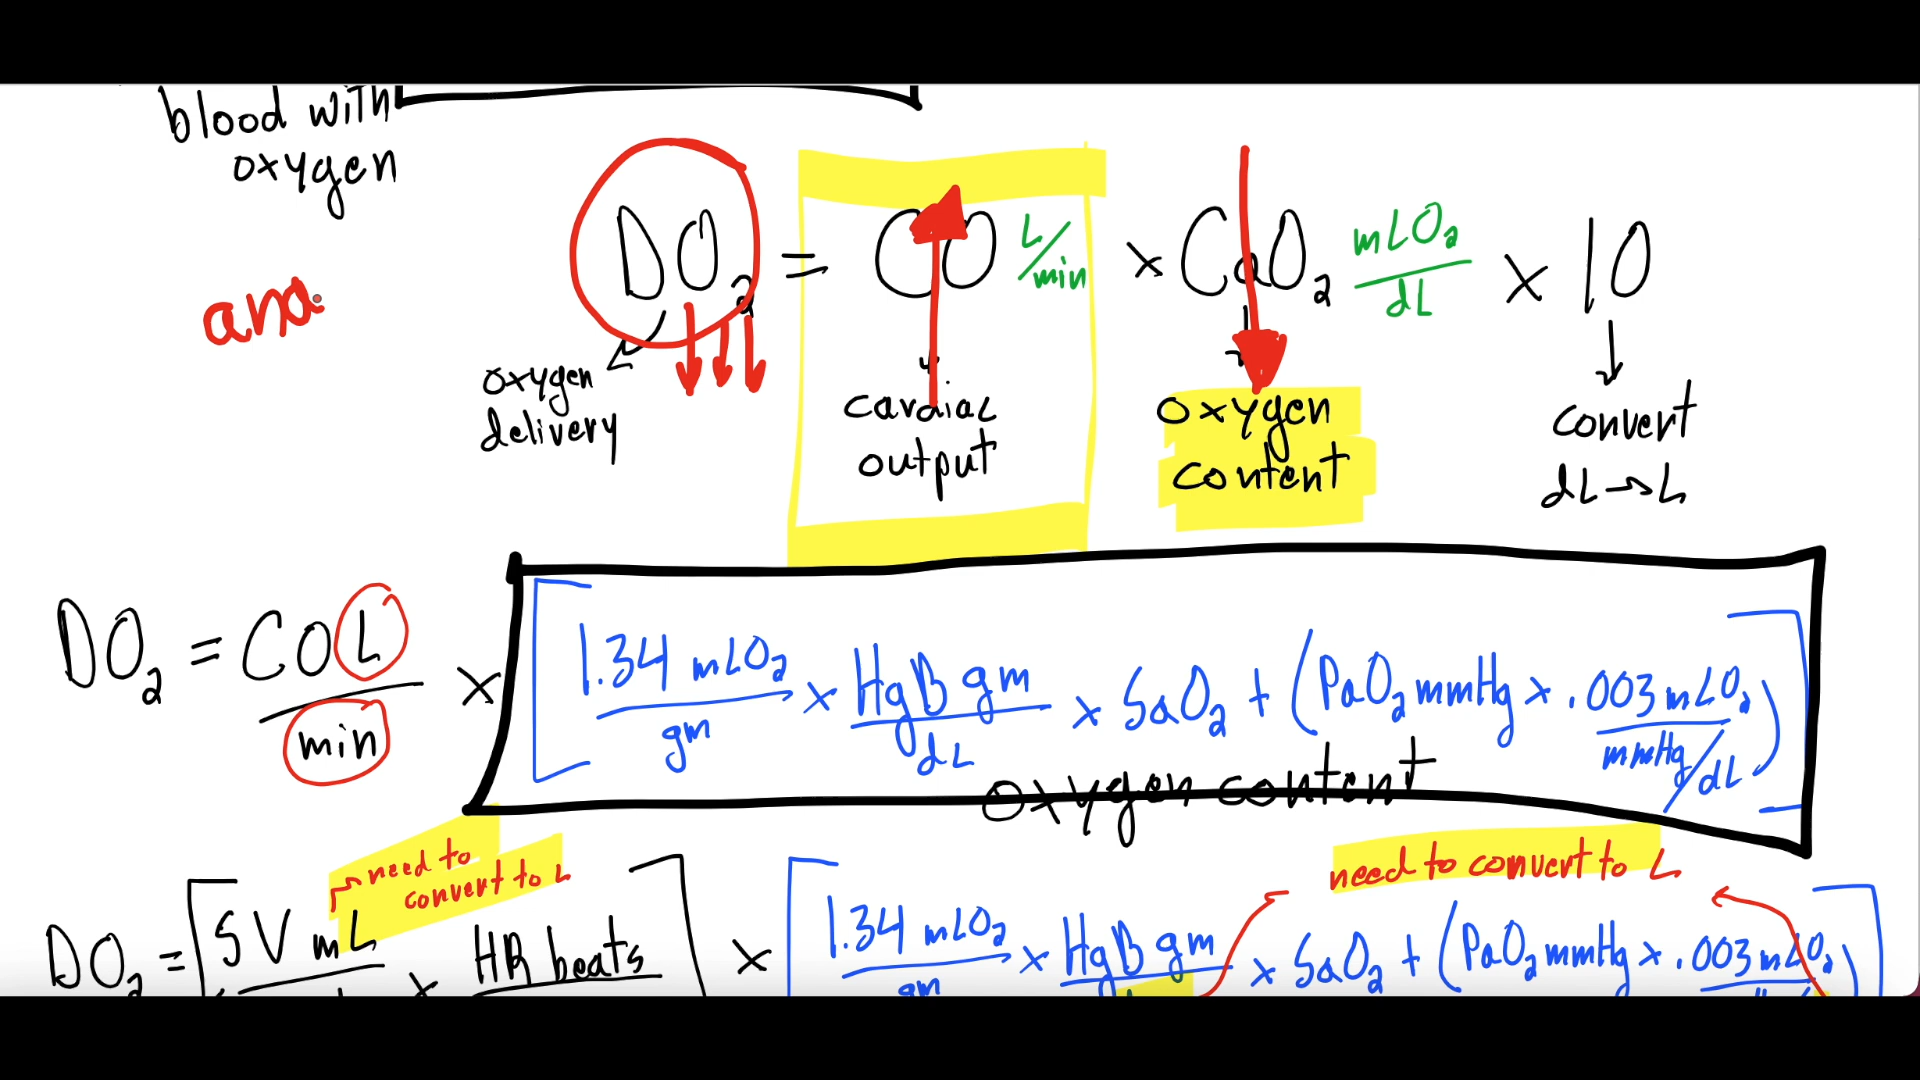 blood with
oxygen
ana
DO₂ = CO L/min × CaO₂ mLO₂/dL × 10
oxygen
delivery
cardiac
output
oxygen
content
convert
dL → L
DO₂ = CO L/min × [1.34 mLO₂/gm × HgB gm/dL × SaO₂ + (PaO₂ mmHg × .003 mLO₂/mmHg/dL)]
oxygen content
need to
convert to L
need to convert to L
DO₂ = [SV mL × HR beats] × [1.34 mLO₂/gm × HgB gm × SaO₂ + (PaO₂ mmHg × .003 mLO₂)]